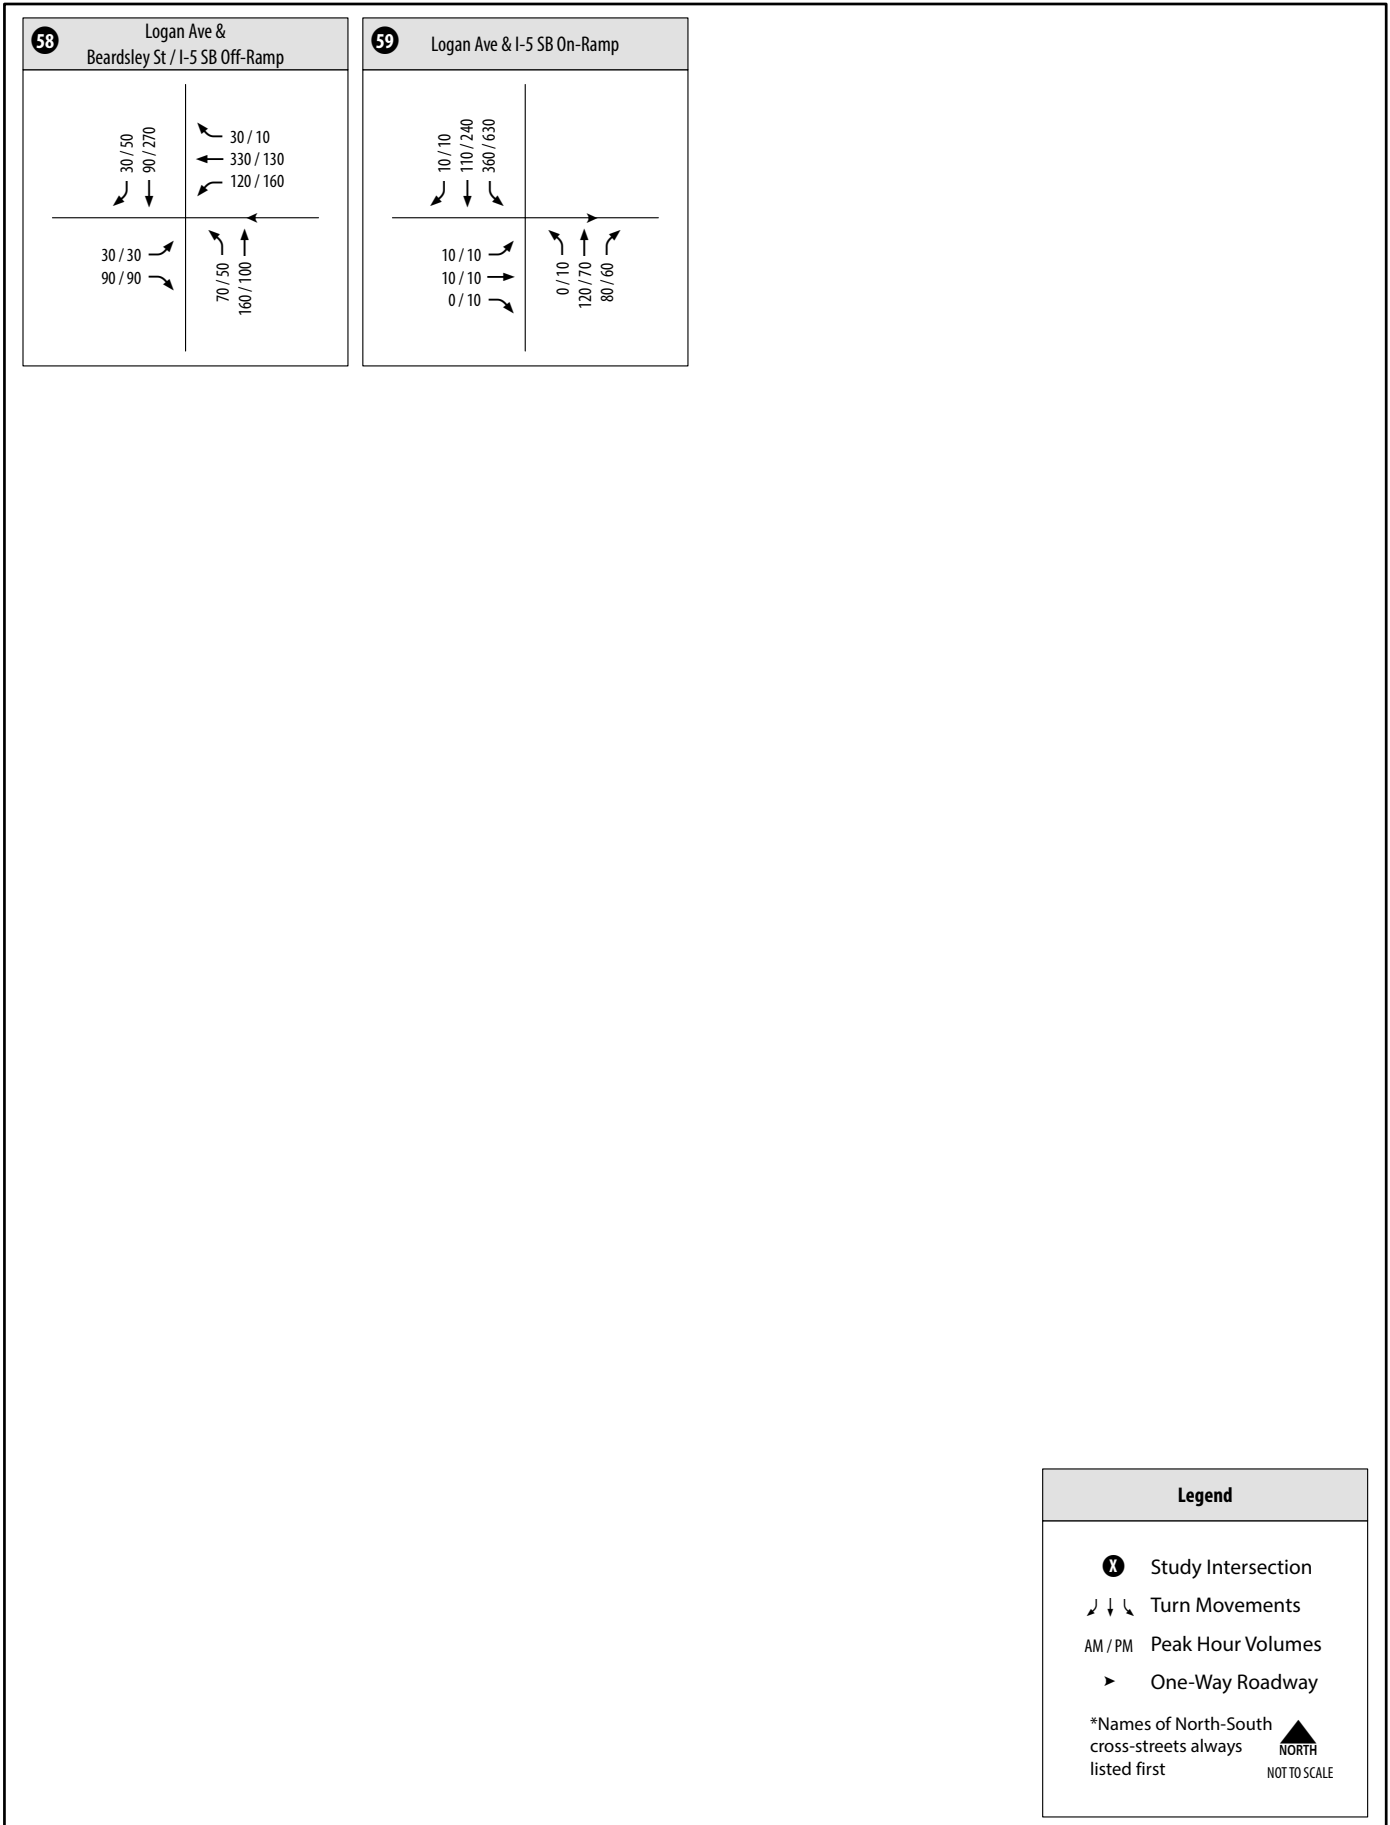 58
Logan Ave &
Beardsley St / I-5 SB Off-Ramp
30 / 50
90 / 270
30 / 10
330 / 130
120 / 160
30 / 30
90 / 90
70 / 50
160 / 100
59
Logan Ave & I-5 SB On-Ramp
10 / 10
110 / 240
360 / 630
10 / 10
10 / 10
0 / 10
0 / 10
120 / 70
80 / 60
Legend
X Study Intersection
Turn Movements
AM / PM Peak Hour Volumes
One-Way Roadway
*Names of North-South
cross-streets always
listed first
NORTH
NOT TO SCALE